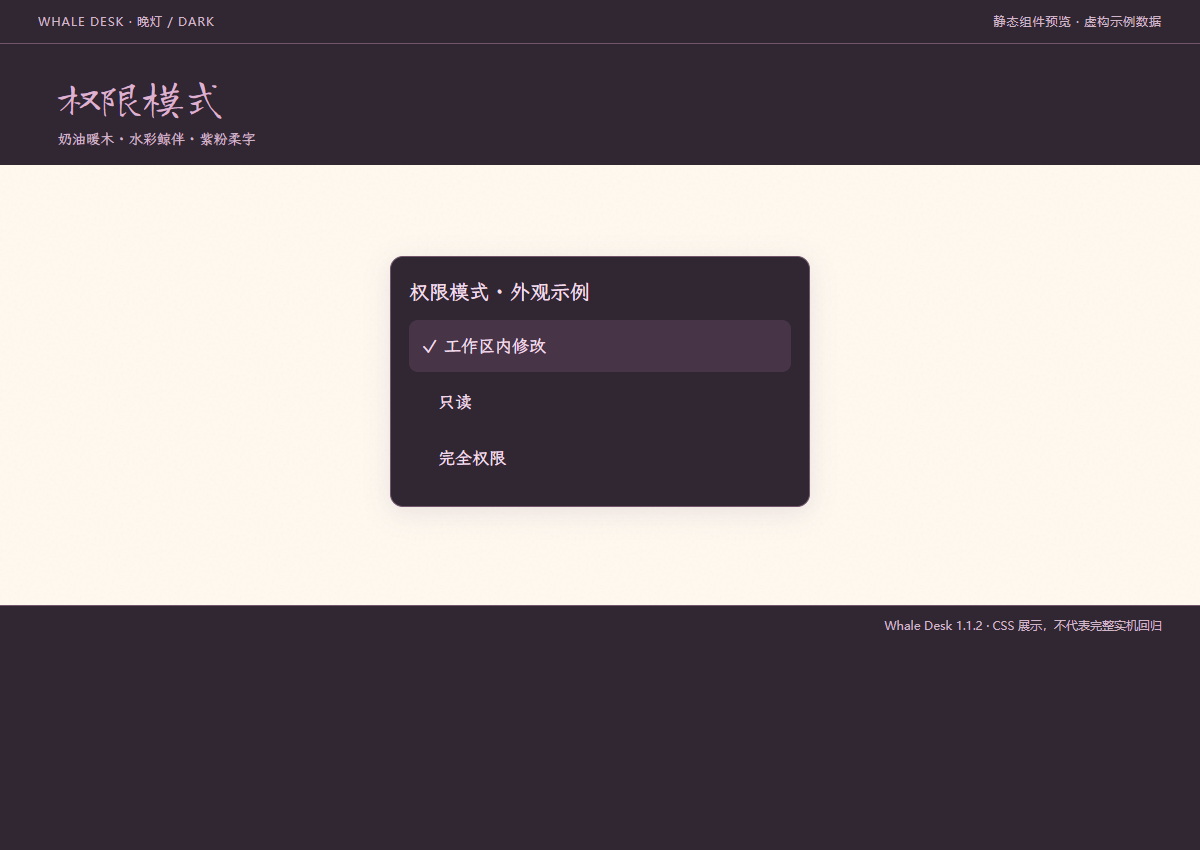 WHALE DESK · 晚灯 / DARK
静态组件预览 · 虚构示例数据
权限模式
奶油暖木 · 水彩鲸伴 · 紫粉柔字
权限模式 · 外观示例
✓ 工作区内修改
只读
完全权限
Whale Desk 1.1.2 · CSS 展示，不代表完整实机回归